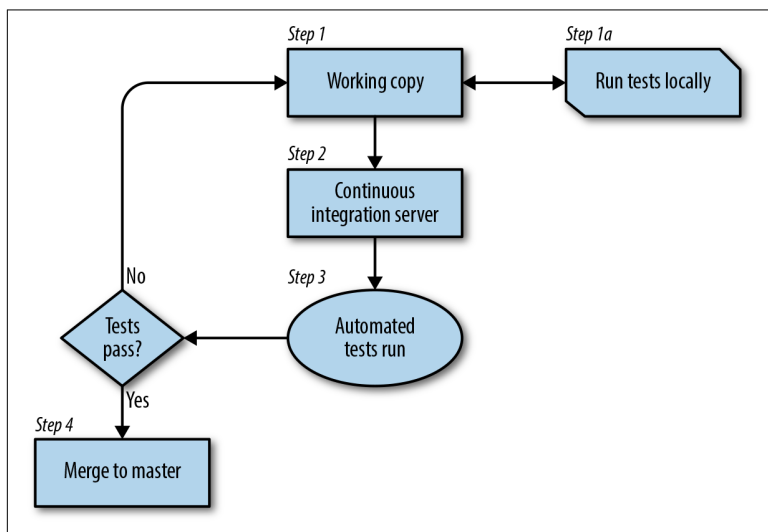 Step 1
Working copy
Step 1a
Run tests locally
Step 2
Continuous
integration server
Step 3
Automated
tests run
No
Tests
pass?
Yes
Step 4
Merge to master